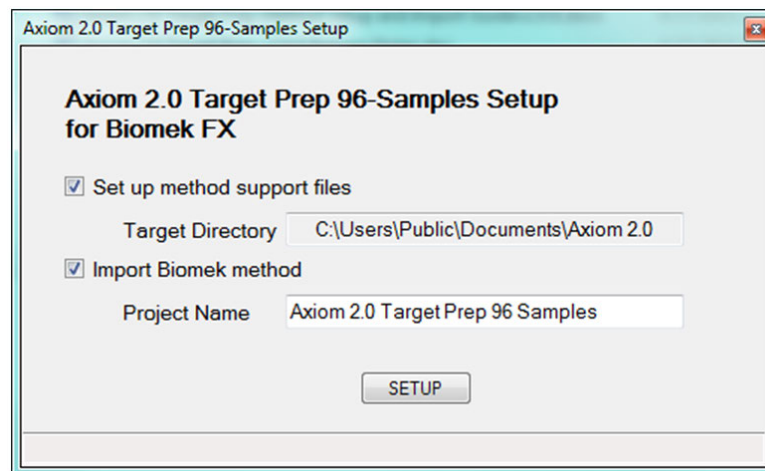 Axiom 2.0 Target Prep 96-Samples Setup
Axiom 2.0 Target Prep 96-Samples Setup
for Biomek FX
Set up method support files
Target Directory C:\Users\Public\Documents\Axiom 2.0
Import Biomek method
Project Name Axiom 2.0 Target Prep 96 Samples
SETUP